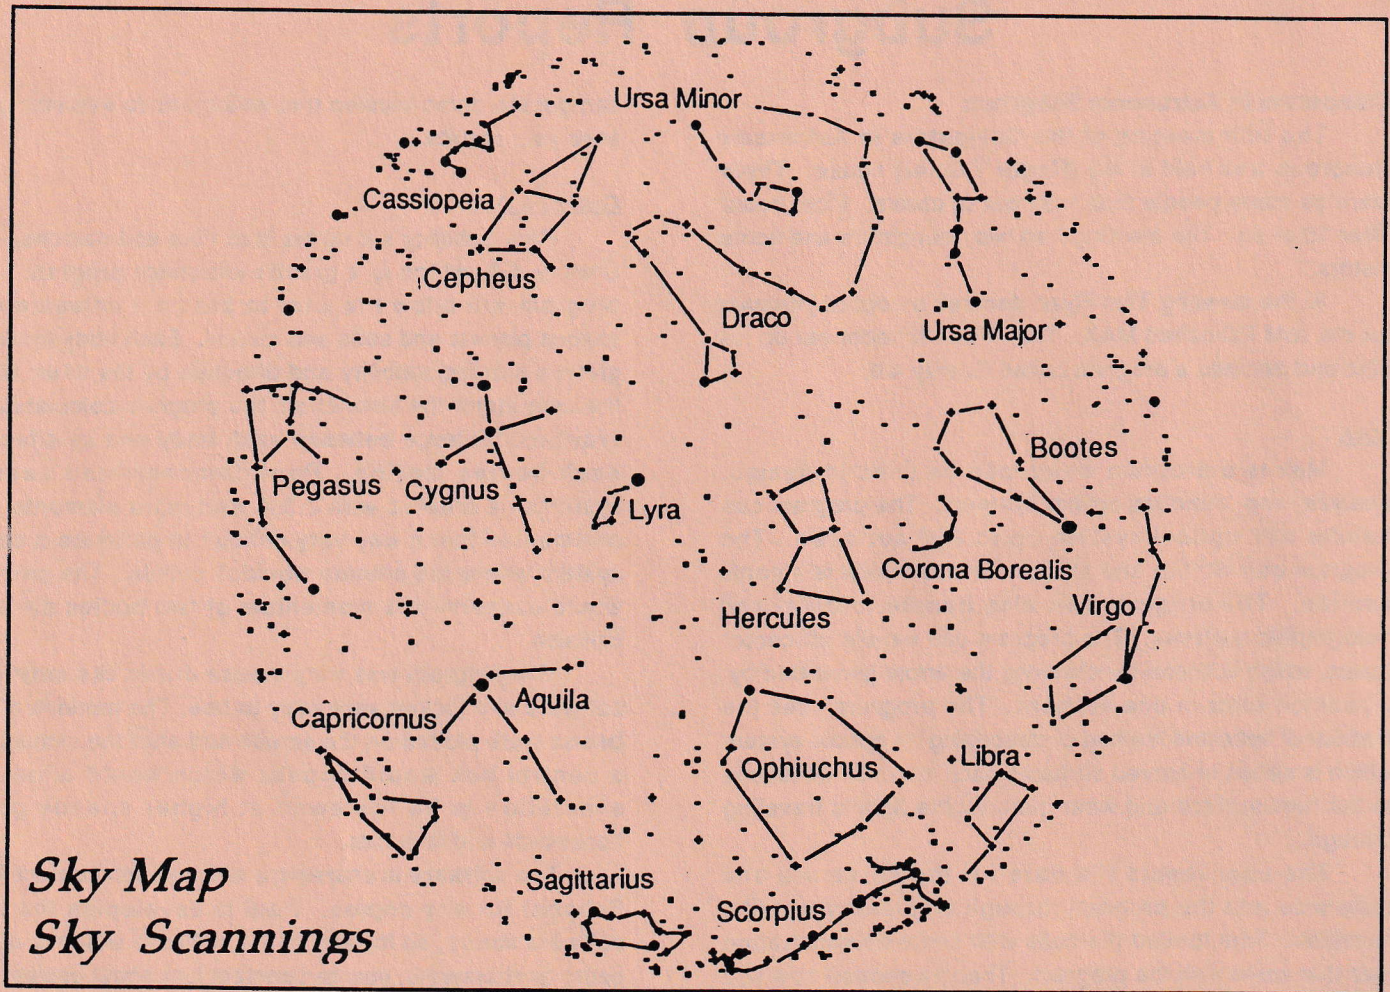 Ursa Minor
Cassiopeia
Cepheus
Draco
Ursa Major
Bootes
Pegasus
Cygnus
Lyra
Corona Borealis
Virgo
Hercules
Aquila
Capricornus
Ophiuchus
Libra
Sagittarius
Scorpius
Sky Map
Sky Scannings